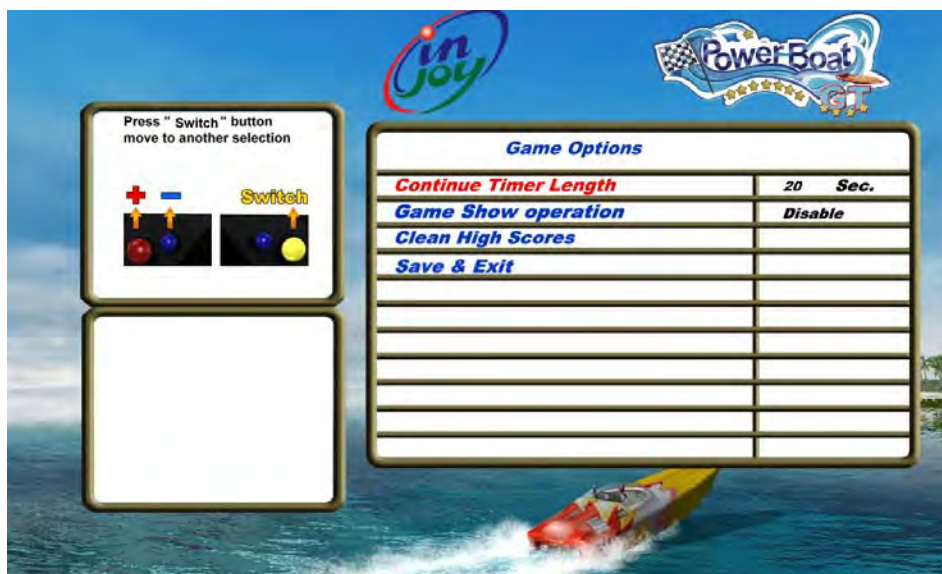 in
joy
PowerBoat
GT
Press " Switch " button
move to another selection
+ - Switch
Game Options
Continue Timer Length 20 Sec.
Game Show operation Disable
Clean High Scores
Save & Exit